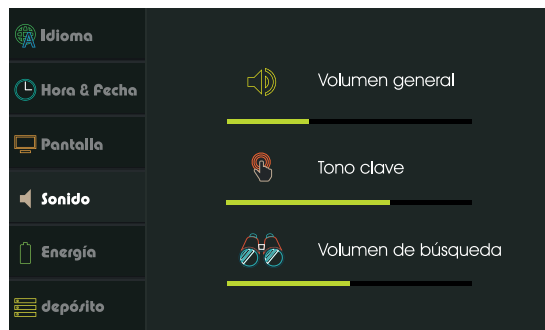 Idioma
Hora & Fecha
Pantalla
Sonido
Energía
depósito
Volumen general
Tono clave
Volumen de búsqueda